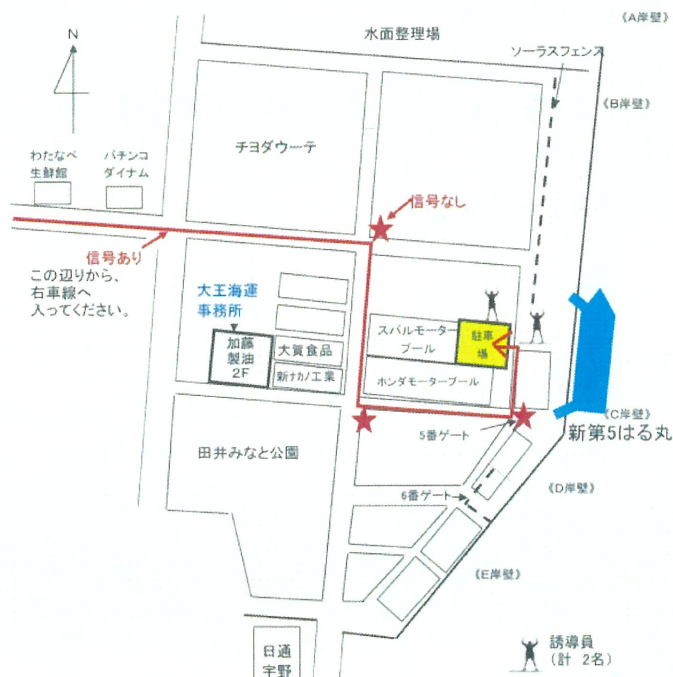 《A岸壁》
水面整理場
N
ソーラスフェンス
《B岸壁》
チヨダウーテ
わたなべ
生鮮館
パチンコ
ダイナム
信号なし
信号あり
この辺りから、
右車線へ
入ってください。
大王海運
事務所
加藤
製油
2F
大賀食品
新ナカノ工業
スバルモーター
プール
駐車
場
ホンダモータープール
《C岸壁》
新第5はる丸
5番ゲート
田井みなと公園
6番ゲート
《D岸壁》
《E岸壁》
日通
宇野
誘導員
(計 2名)